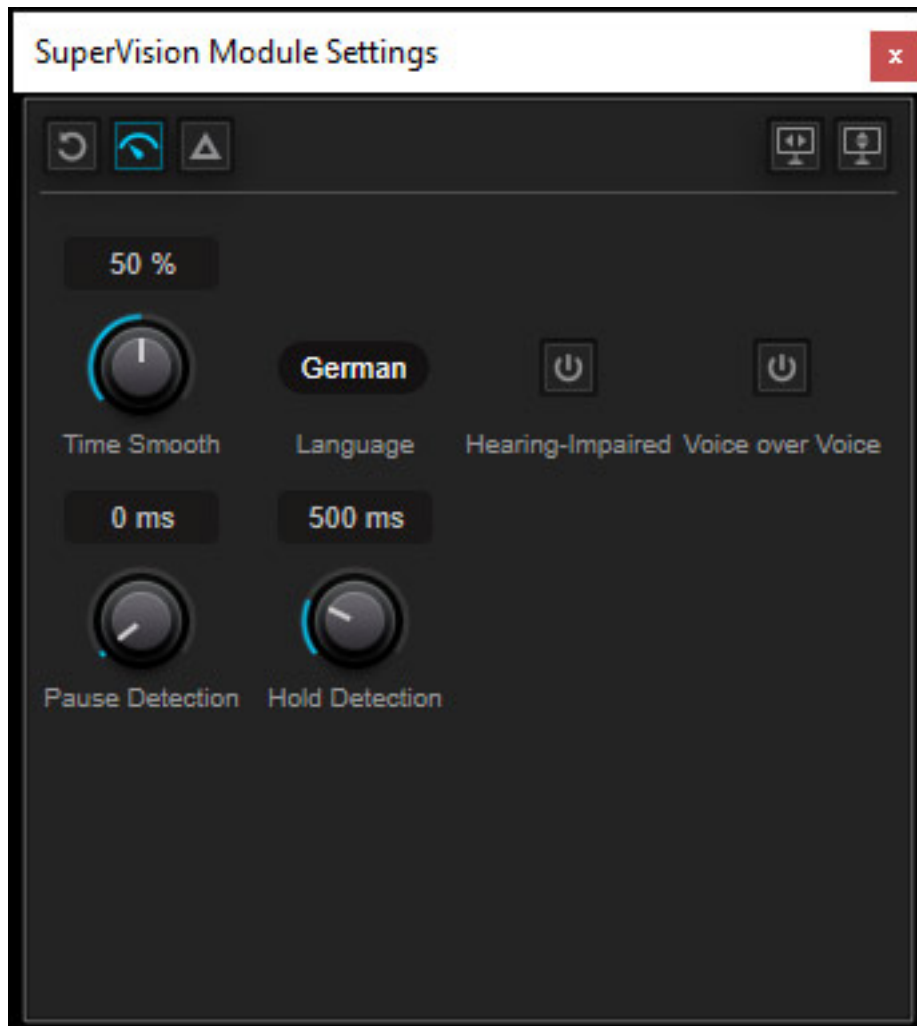 SuperVision Module Settings
x
50 %
German
Time Smooth
Language
Hearing-Impaired
Voice over Voice
0 ms
500 ms
Pause Detection
Hold Detection